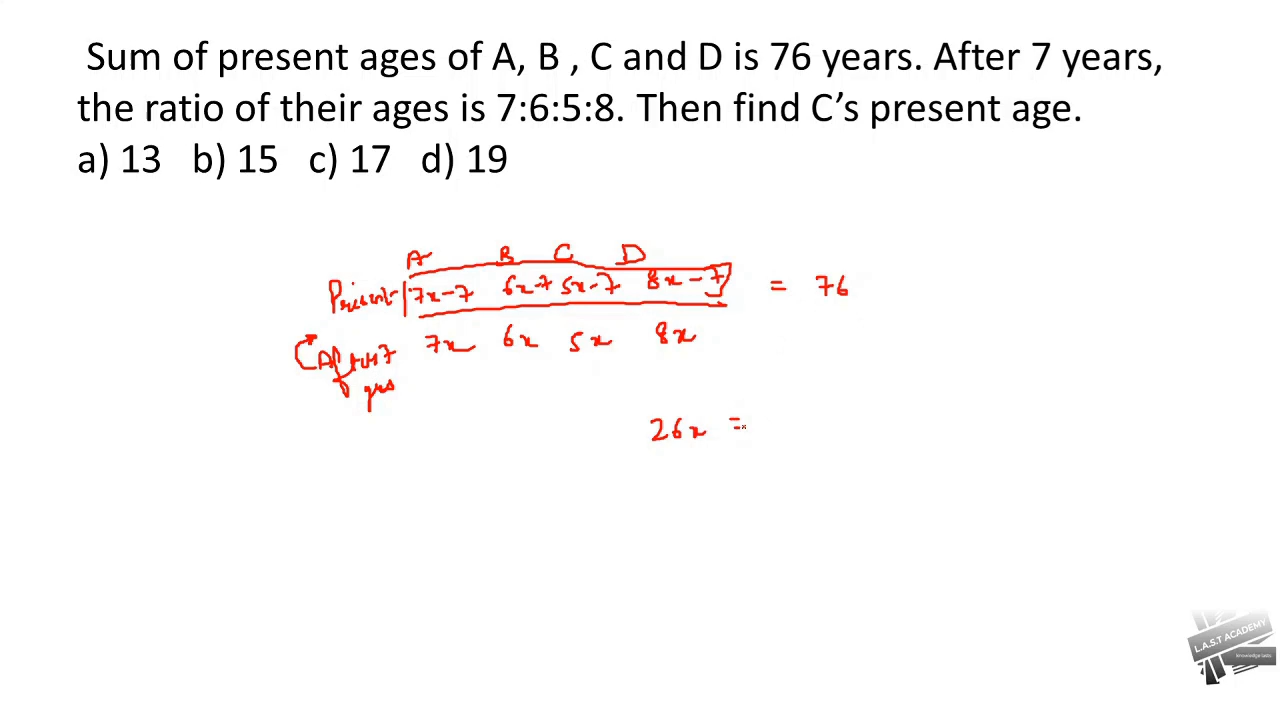 Sum of present ages of A, B , C and D is 76 years. After 7 years,
the ratio of their ages is 7:6:5:8. Then find C’s present age.
a) 13 b) 15 c) 17 d) 19
A B C D
Present 7x-7 6x-7 5x-7 8x-7 = 76
After 7 7x 6x 5x 8x
yrs
26x =
L.A.S.T ACADEMY